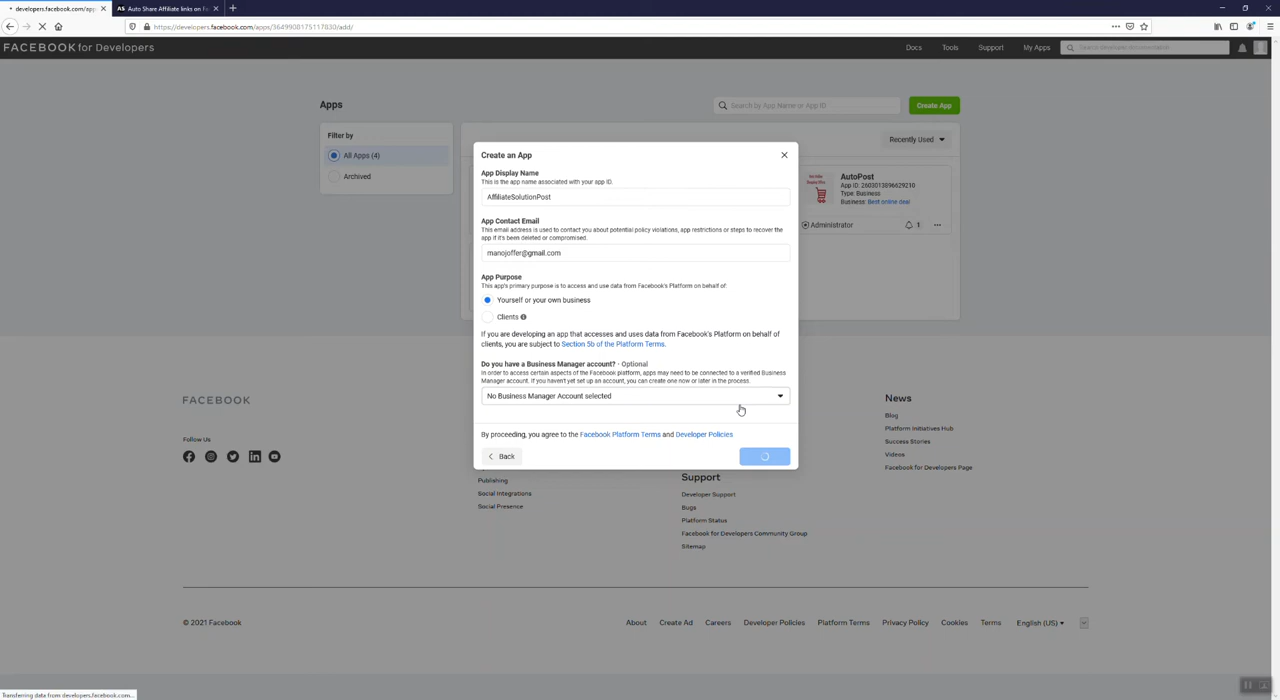 developers.facebook.com/apps/
AS Auto Share Affiliate links on Fa
https://developers.facebook.com/apps/364990817511 7030/add/
FACEBOOK for Developers
Docs Tools Support My Apps Search developer documentation
Apps
Search by App Name or App ID
Create App
Filter by
All Apps (4)
Archived
Recently Used
AutoPost
App ID: 2603013896629210
Type: Business
Business: Best online deal
Administrator
1
Create an App
App Display Name
This is the app name associated with your app ID.
AffiliateSolutionPost
App Contact Email
This email address is used to contact you about potential policy violations, app restrictions or steps to recover the
app if it's been deleted or compromised.
manojoffer@gmail.com
App Purpose
This app's primary purpose is to access and use data from Facebook's Platform on behalf of:
Yourself or your own business
Clients
If you are developing an app that accesses and uses data from Facebook's Platform on behalf of
clients, you are subject to Section 5b of the Platform Terms.
Do you have a Business Manager account? · Optional
In order to access certain aspects of the Facebook platform, apps may need to be connected to a verified Business
Manager account. If you haven't yet set up an account, you can create one now or later in the process.
No Business Manager Account selected
By proceeding, you agree to the Facebook Platform Terms and Developer Policies
Back
FACEBOOK
Follow Us
Publishing
Social Integrations
Social Presence
Support
Developer Support
Bugs
Platform Status
Facebook for Developers Community Group
Sitemap
News
Blog
Platform Initiatives Hub
Success Stories
Videos
Facebook for Developers Page
© 2021 Facebook
About Create Ad Careers Developer Policies Platform Terms Privacy Policy Cookies Terms English (US)
Transferring data from developers.facebook.com...